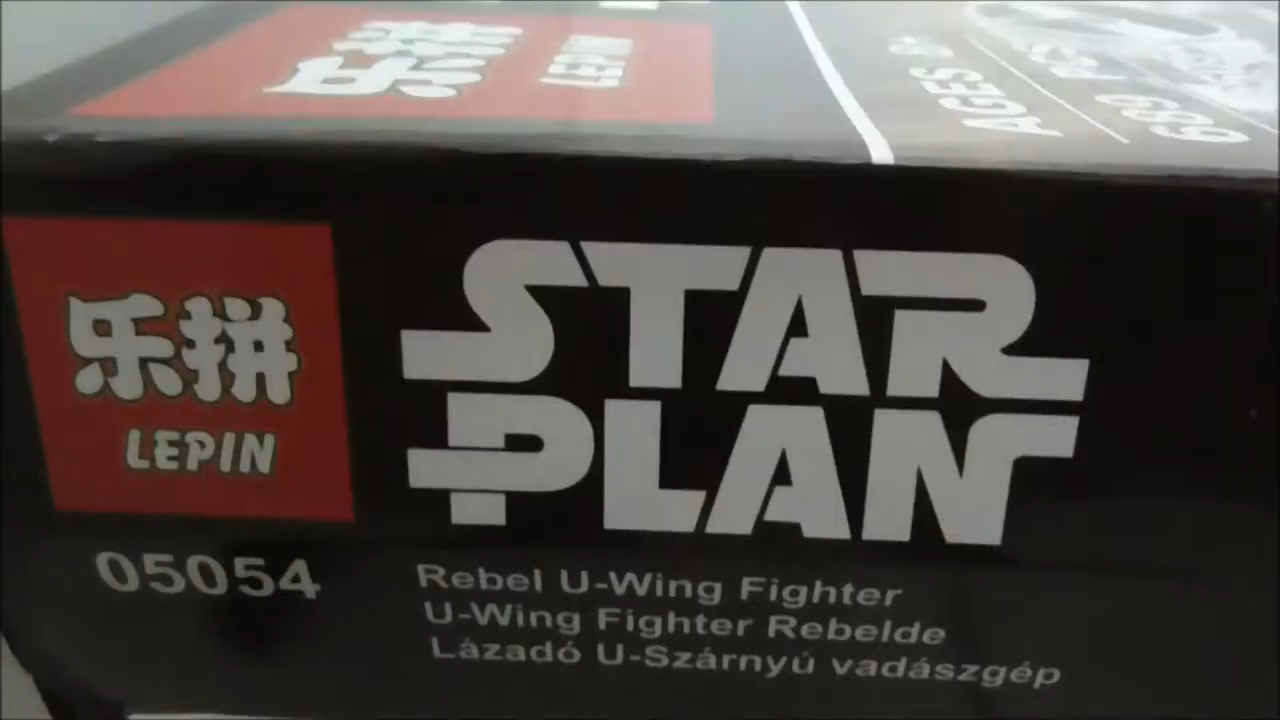 乐拼
LEPIN
AGES
689
乐拼
LEPIN
05054
STAR
PLAN
Rebel U-Wing Fighter
U-Wing Fighter Rebelde
Lázadó U-Szárnyú vadászgép